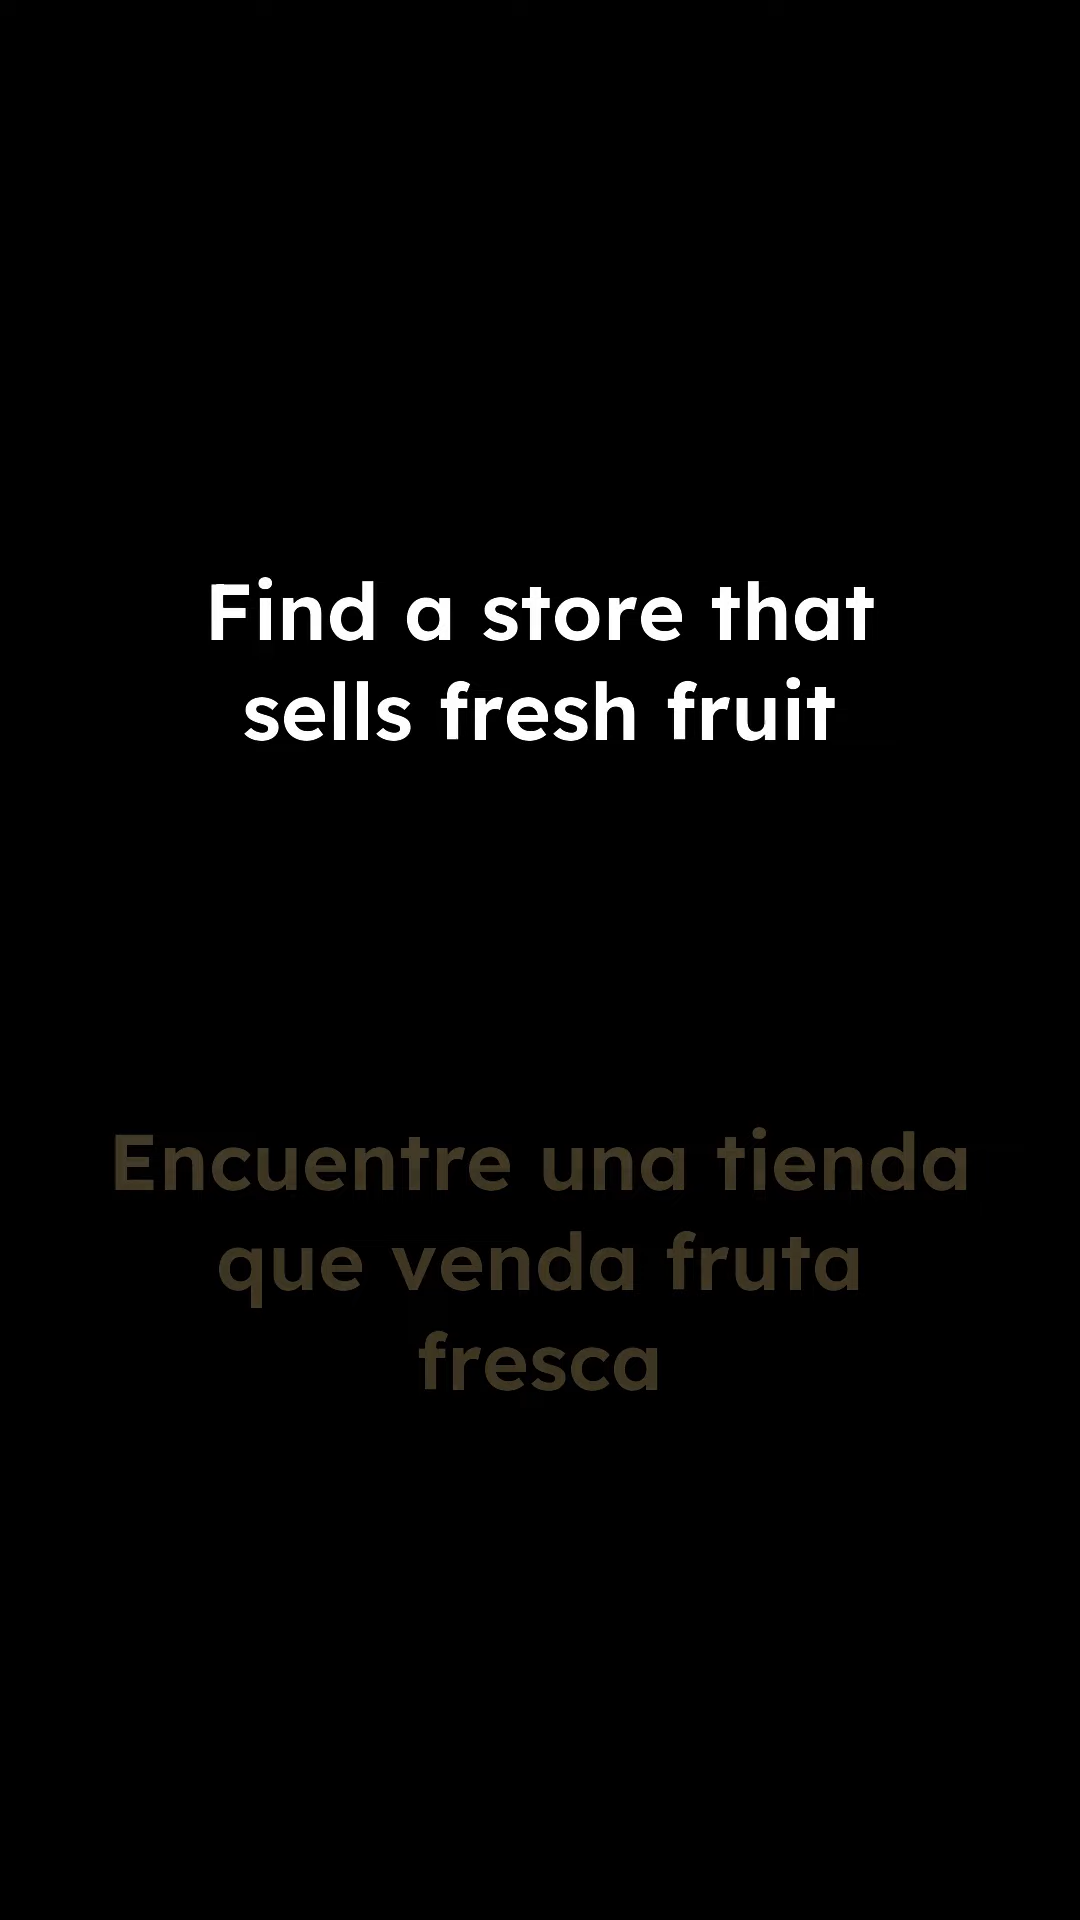 Find a store that
sells fresh fruit
Encuentre una tienda
que venda fruta
fresca